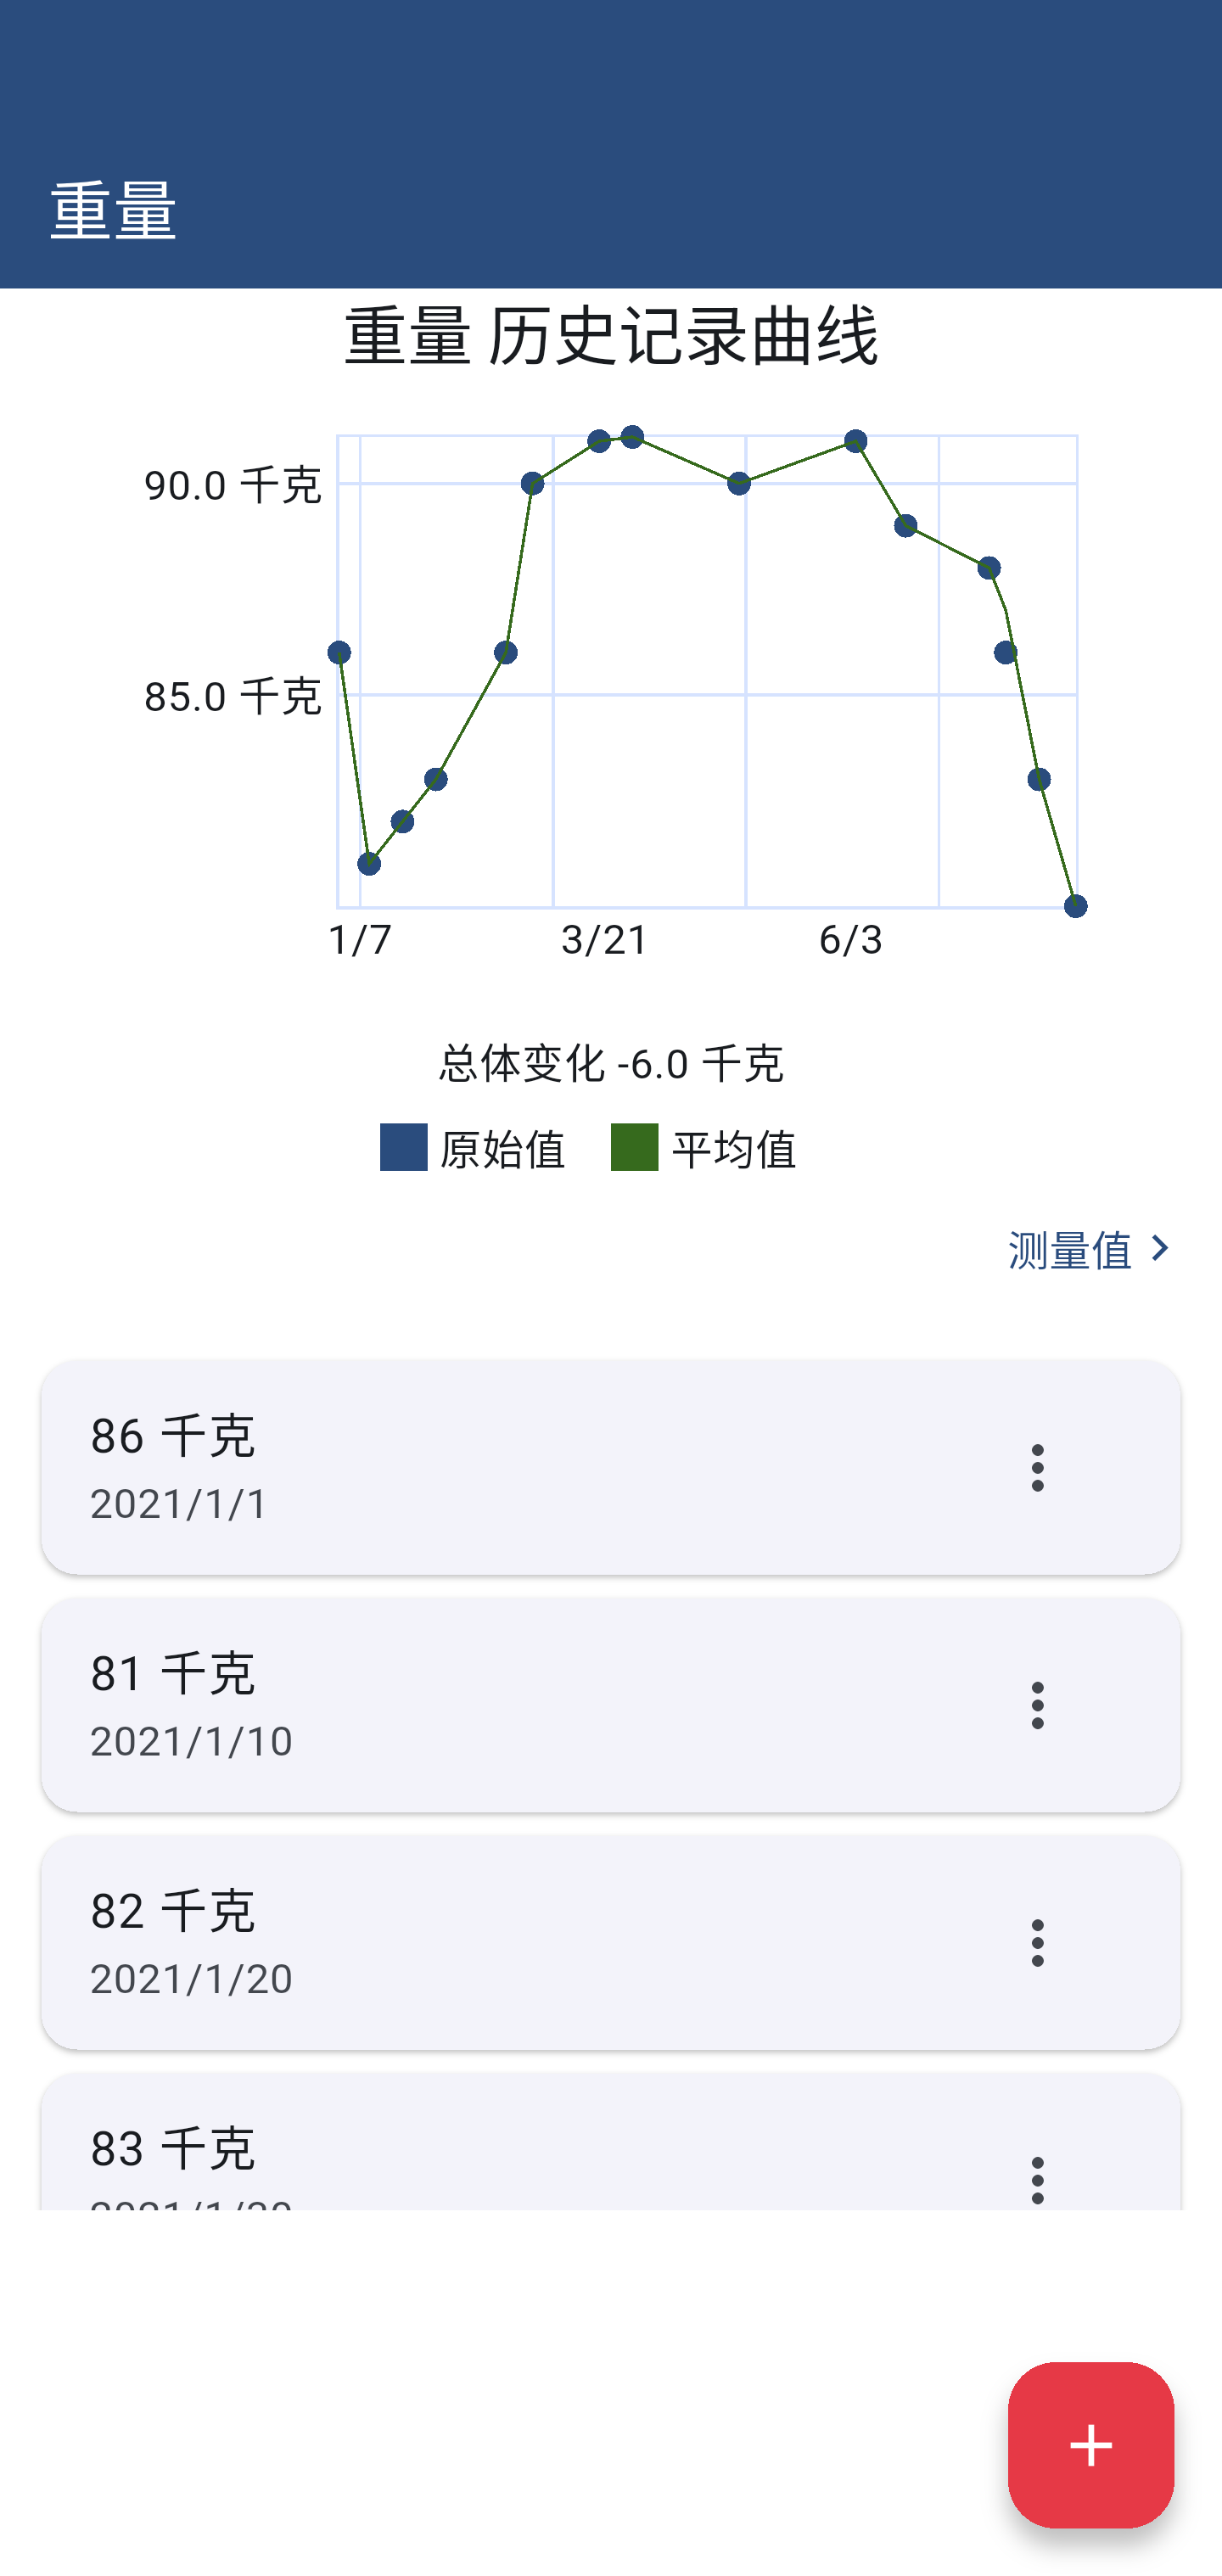 重量
重量 历史记录曲线
90.0 千克
85.0 千克
1/7 3/21 6/3
总体变化 -6.0 千克
原始值 平均值
测量值
86 千克
2021/1/1
81 千克
2021/1/10
82 千克
2021/1/20
83 千克